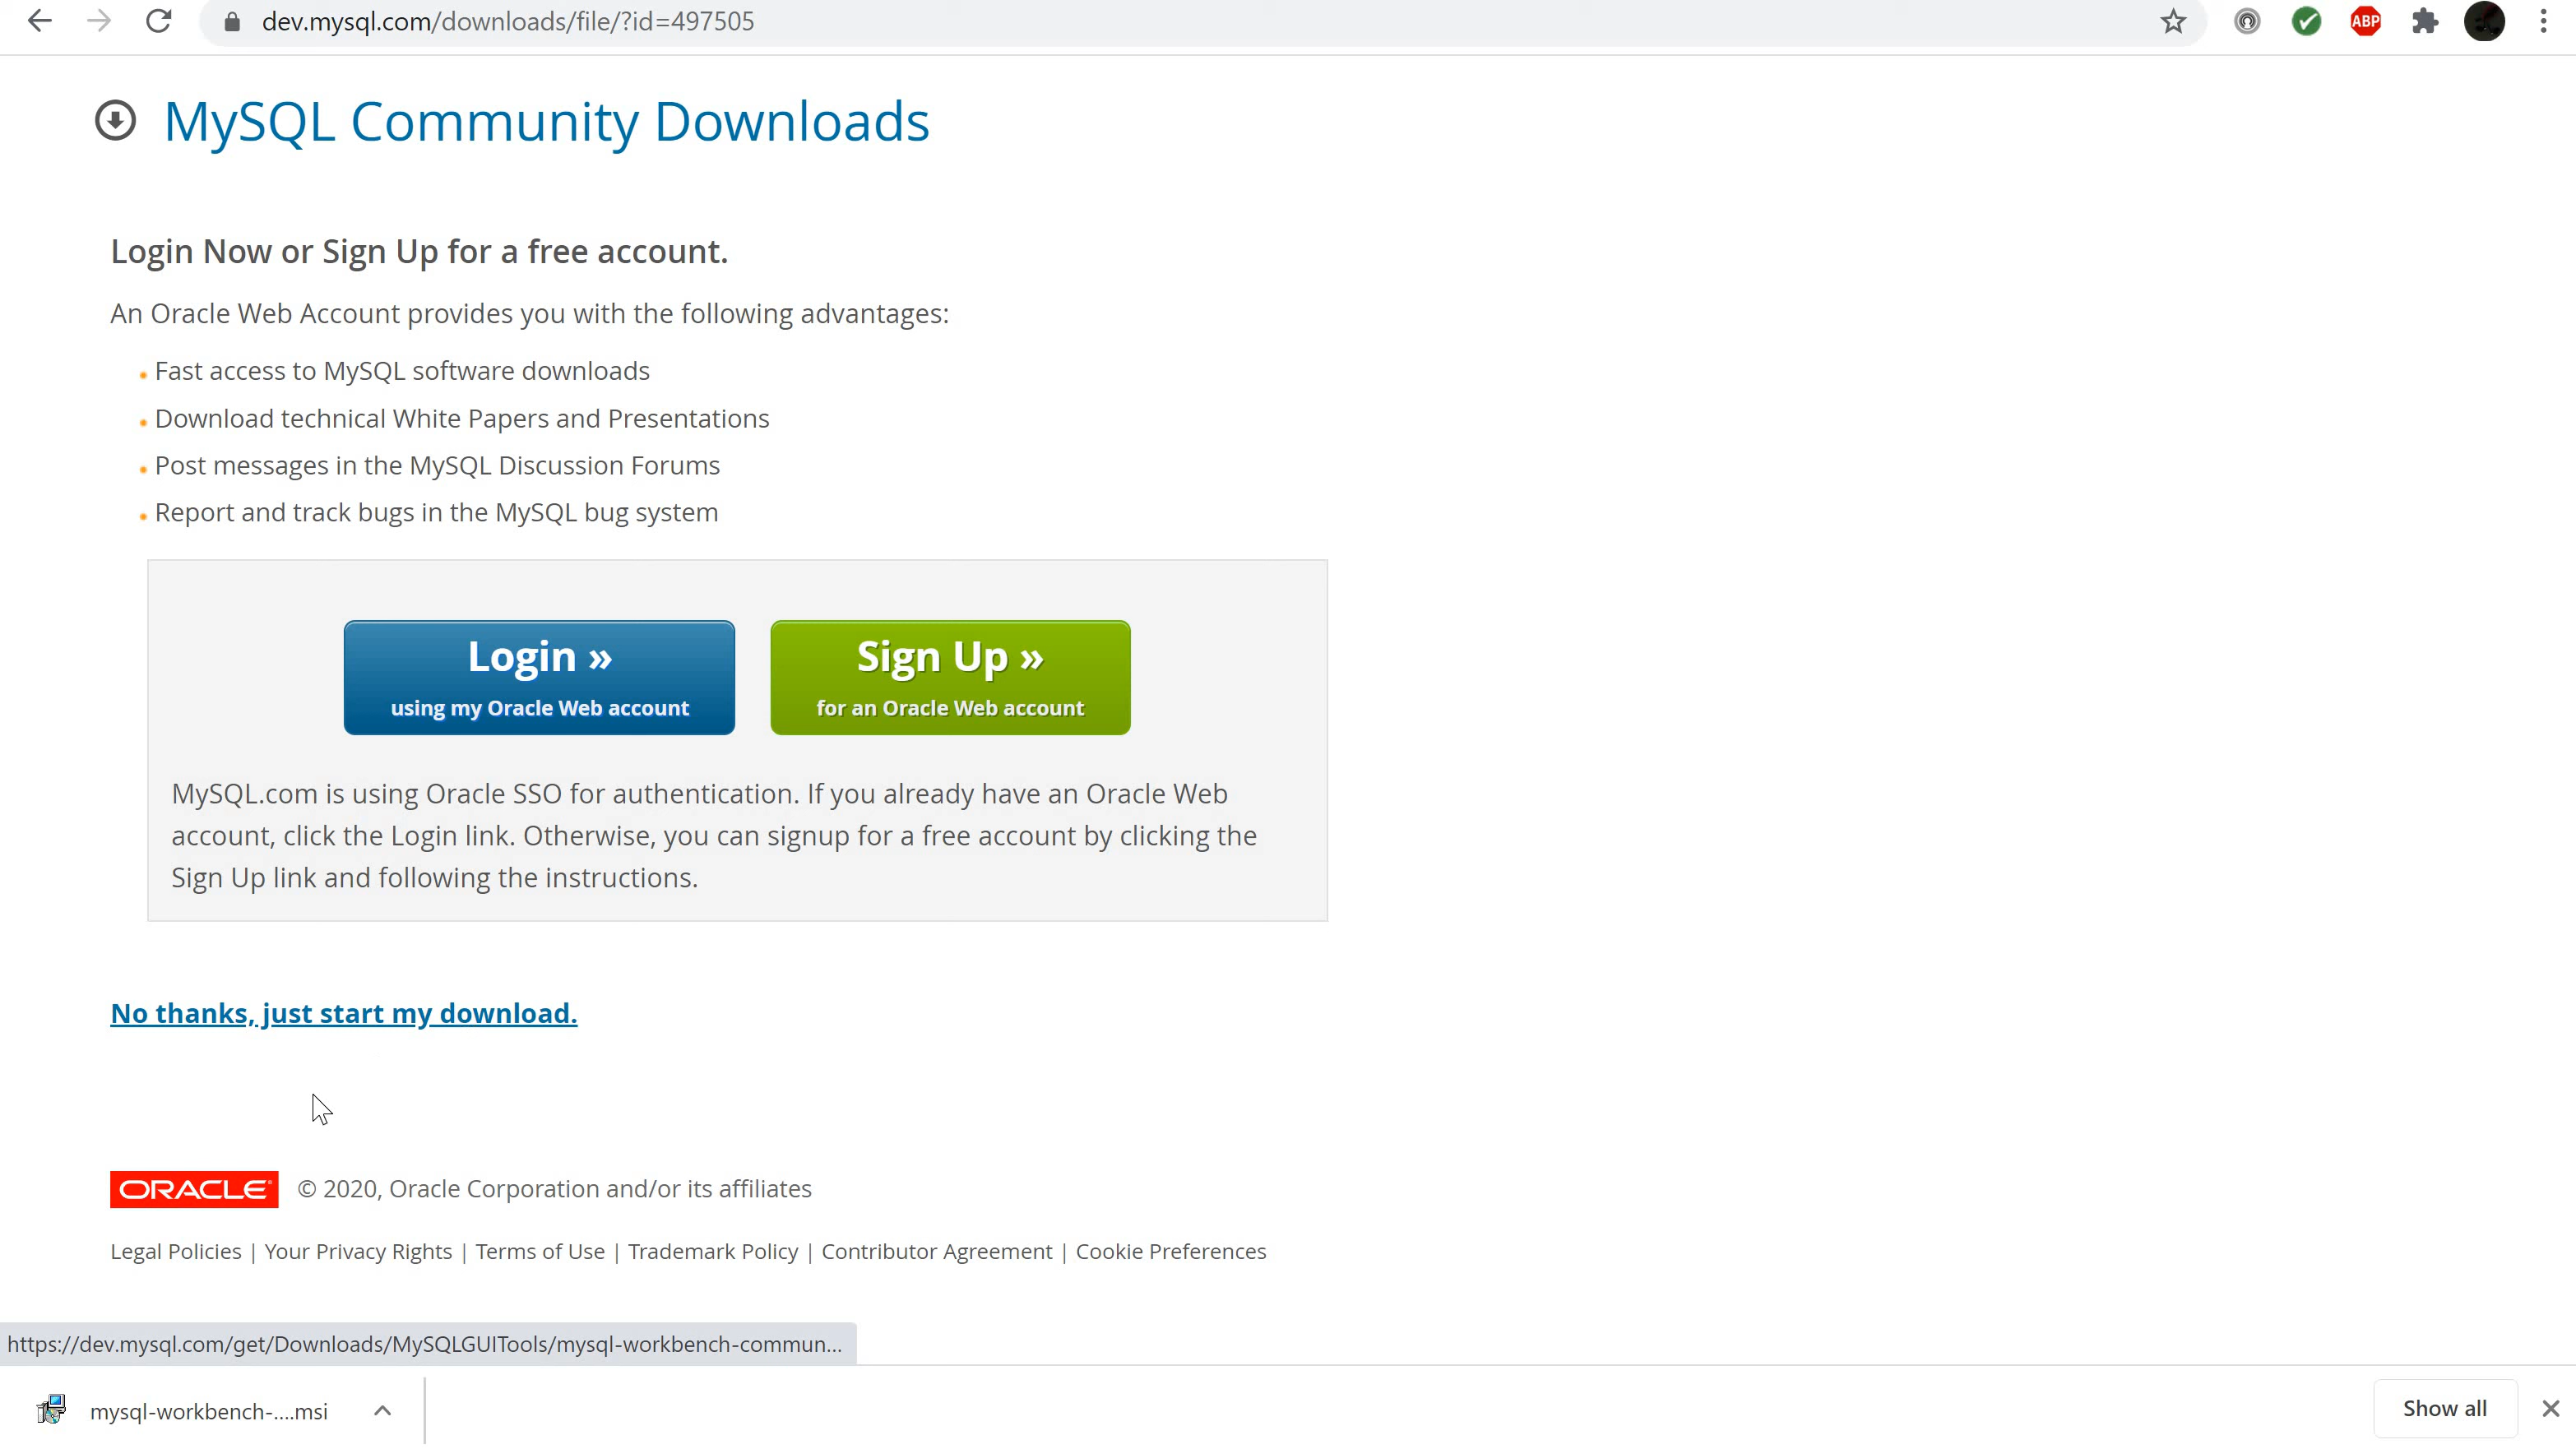 dev.mysql.com/downloads/file/?id=497505
ABP
MySQL Community Downloads
Login Now or Sign Up for a free account.
An Oracle Web Account provides you with the following advantages:
Fast access to MySQL software downloads
Download technical White Papers and Presentations
Post messages in the MySQL Discussion Forums
Report and track bugs in the MySQL bug system
Login »
using my Oracle Web account
Sign Up »
for an Oracle Web account
MySQL.com is using Oracle SSO for authentication. If you already have an Oracle Web
account, click the Login link. Otherwise, you can signup for a free account by clicking the
Sign Up link and following the instructions.
No thanks, just start my download.
ORACLE © 2020, Oracle Corporation and/or its affiliates
Legal Policies | Your Privacy Rights | Terms of Use | Trademark Policy | Contributor Agreement | Cookie Preferences
https://dev.mysql.com/get/Downloads/MySQLGUITools/mysql-workbench-commun...
mysql-workbench-....msi
Show all